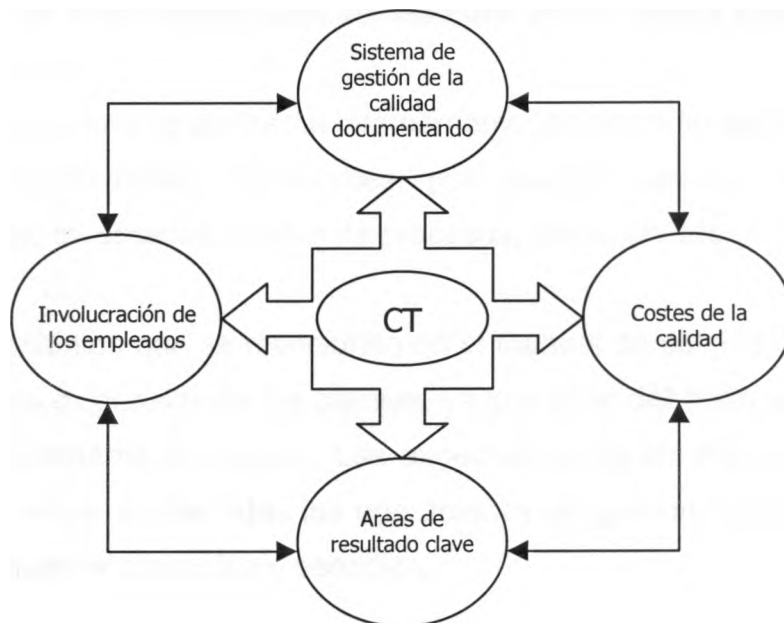 Sistema de
gestión de la
calidad
documentando
Involucración de
los empleados
CT
Costes de la
calidad
Areas de
resultado clave